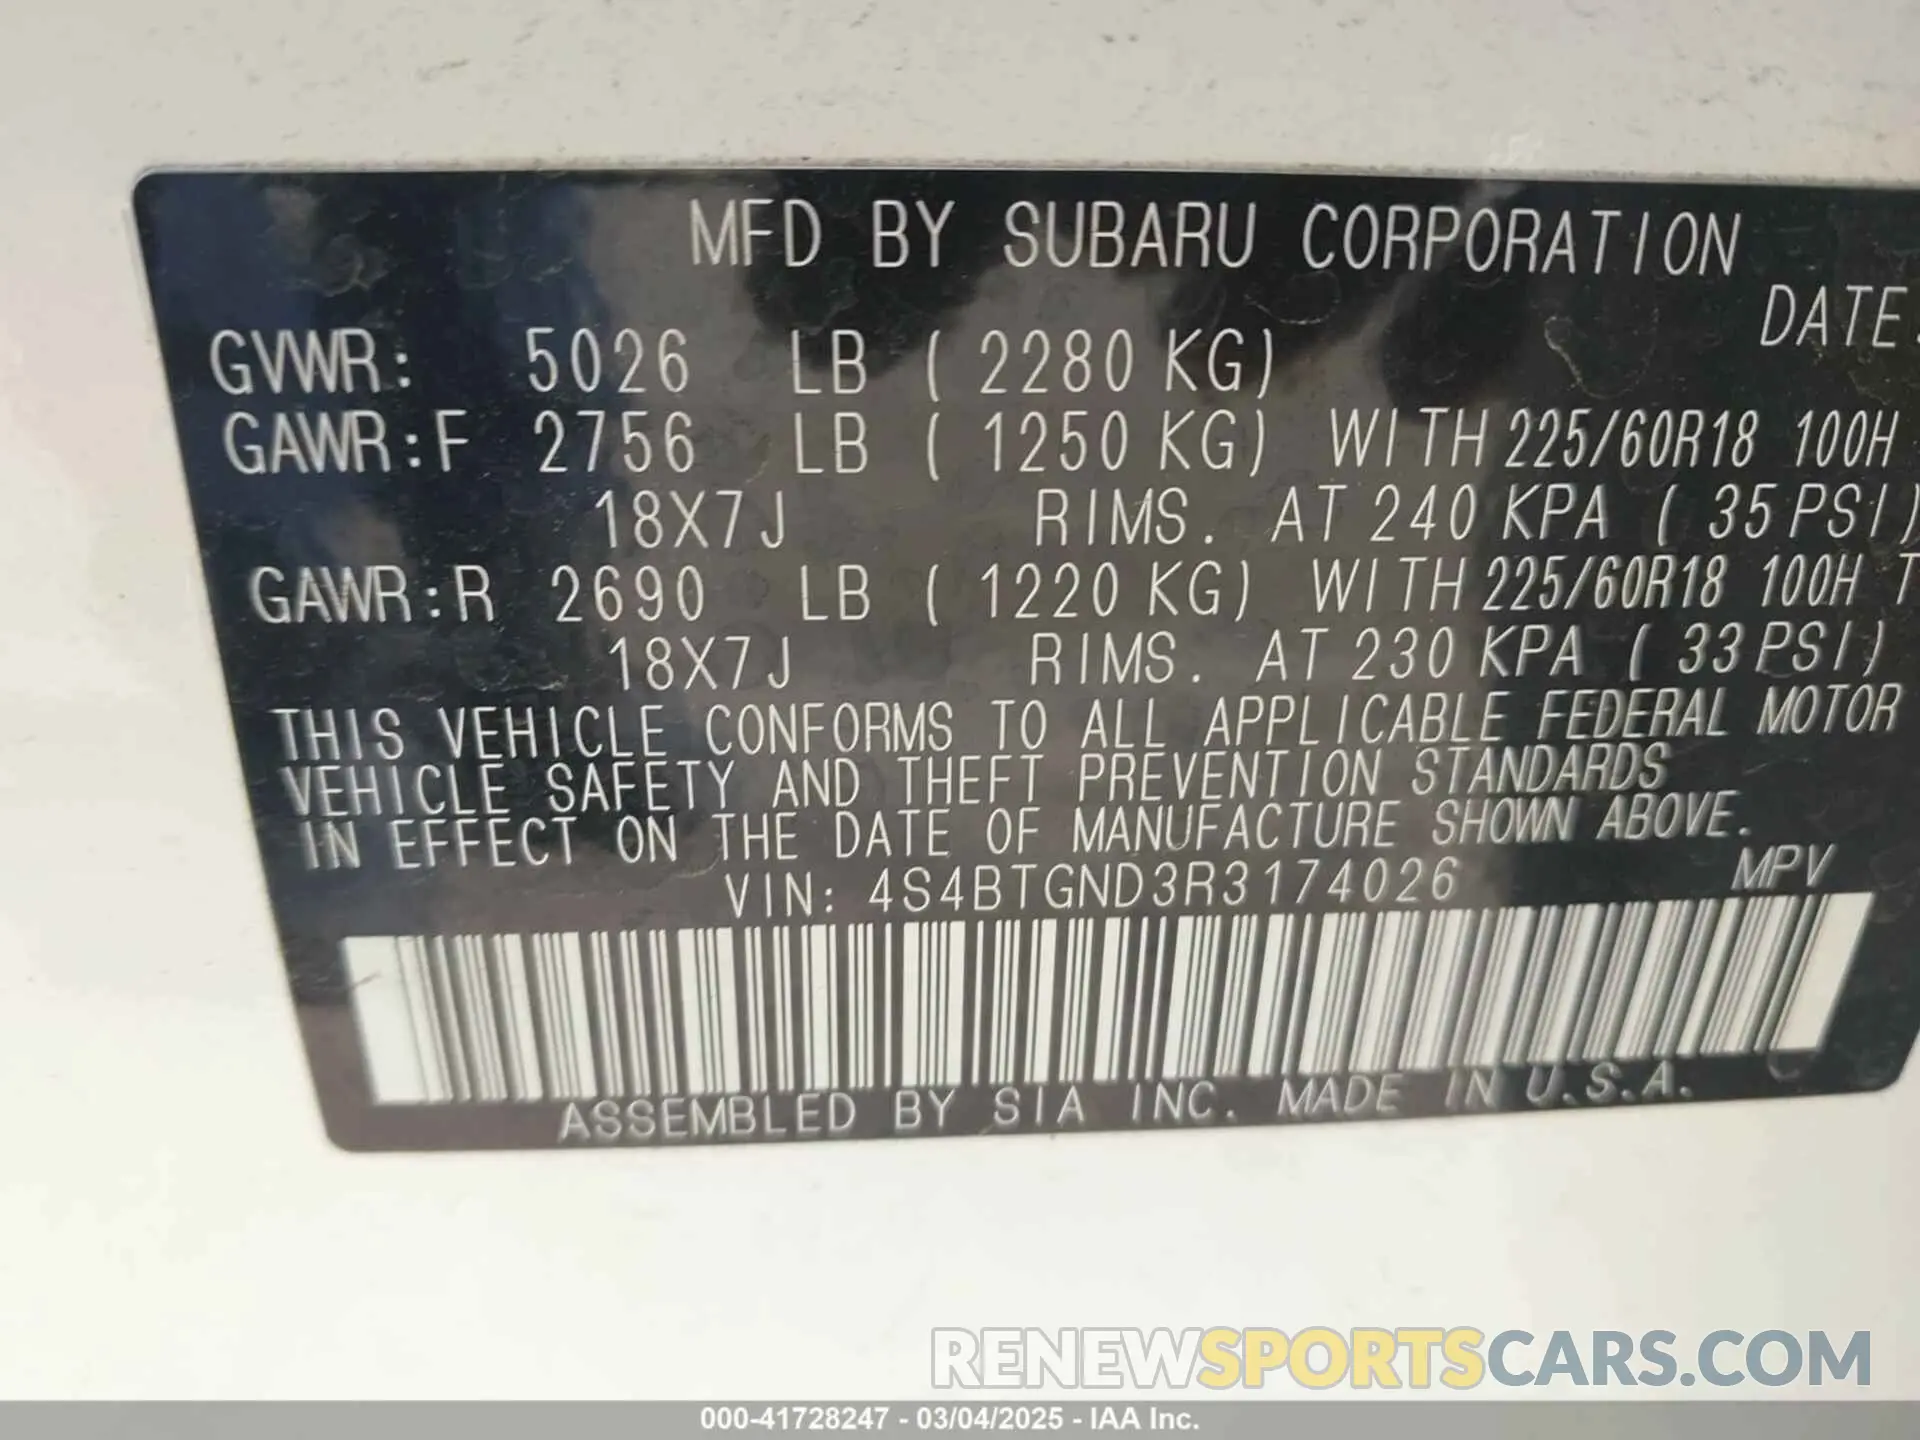 MFD BY SUBARU CORPORATION
DATE:
GVWR: 5026 LB ( 2280 KG)
GAWR:F 2756 LB ( 1250 KG) WITH 225/60R18 100H
18X7J RIMS. AT 240 KPA ( 35 PSI)
GAWR:R 2690 LB ( 1220 KG) WITH 225/60R18 100H T
18X7J RIMS. AT 230 KPA ( 33 PSI)
THIS VEHICLE CONFORMS TO ALL APPLICABLE FEDERAL MOTOR
VEHICLE SAFETY AND THEFT PREVENTION STANDARDS
IN EFFECT ON THE DATE OF MANUFACTURE SHOWN ABOVE.
VIN: 4S4BTGND3R3174026 MPV
ASSEMBLED BY SIA INC. MADE IN U.S.A.
RENEWSPORTSCARS.COM
000-41728247 - 03/04/2025 - IAA Inc.